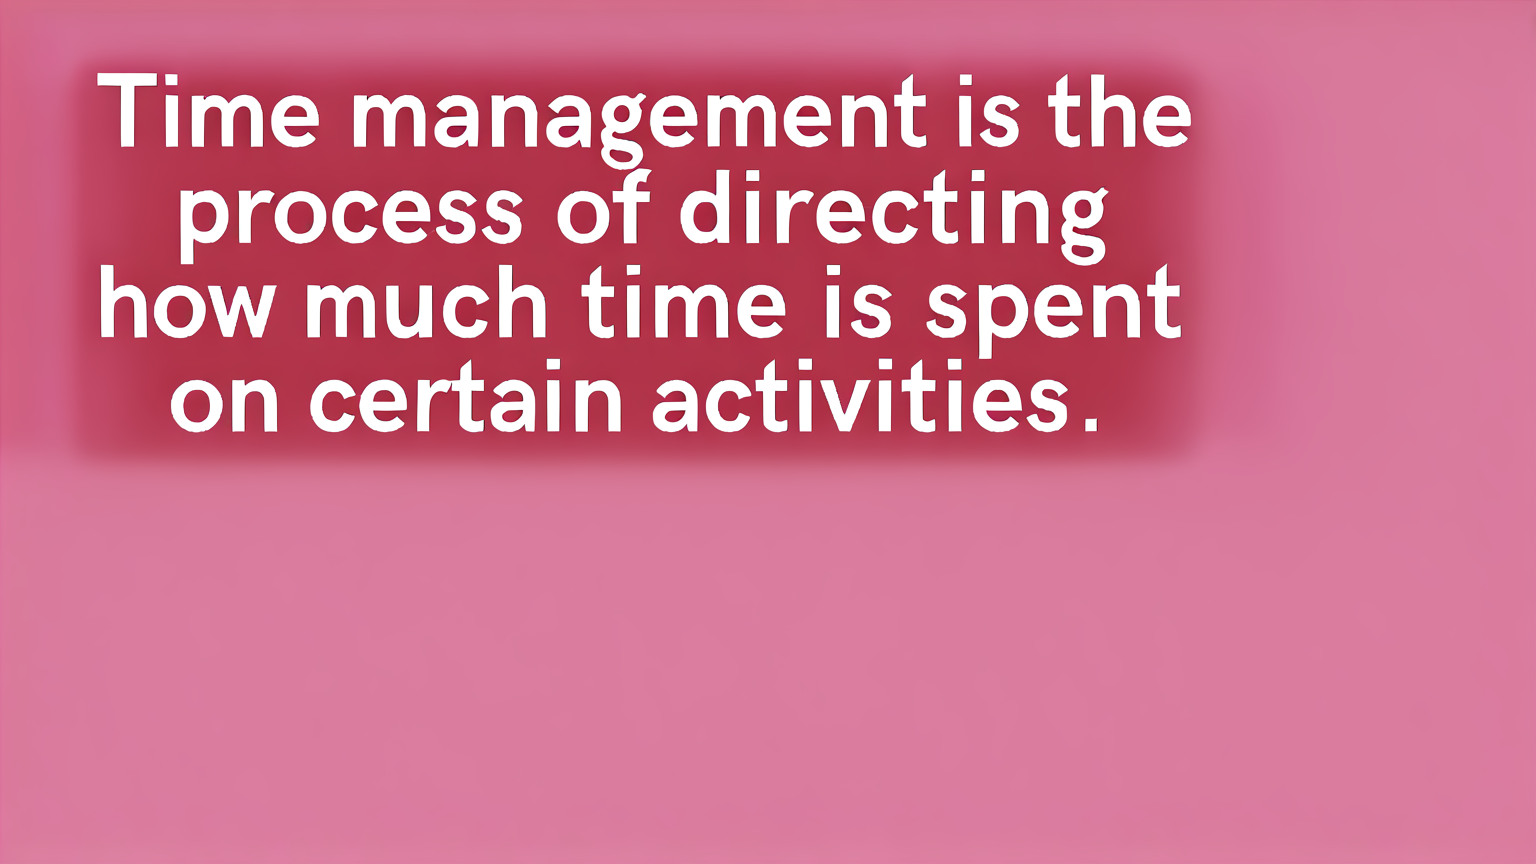 Time management is the
process of directing
how much time is spent
on certain activities.